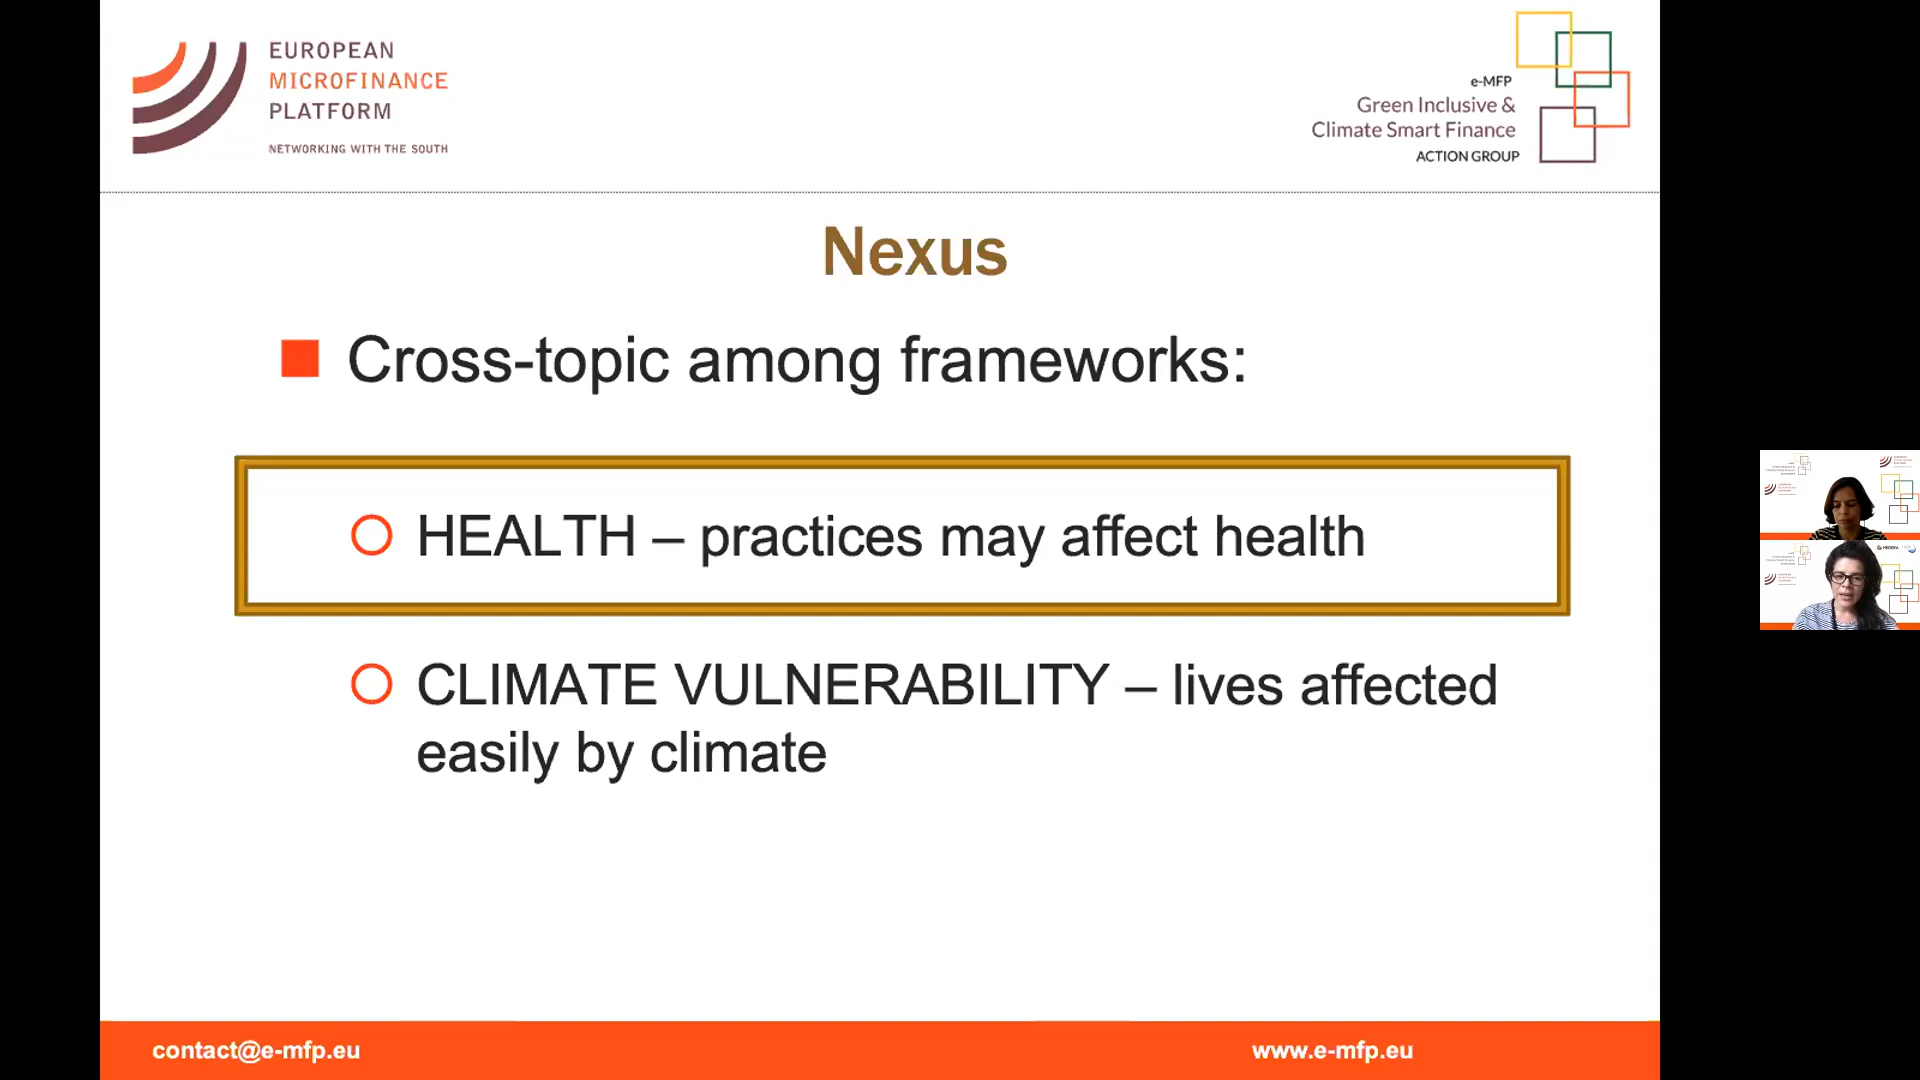 EUROPEAN
MICROFINANCE
PLATFORM
NETWORKING WITH THE SOUTH
e-MFP
Green Inclusive &
Climate Smart Finance
ACTION GROUP
Nexus
Cross-topic among frameworks:
HEALTH – practices may affect health
CLIMATE VULNERABILITY – lives affected
easily by climate
contact@e-mfp.eu
www.e-mfp.eu